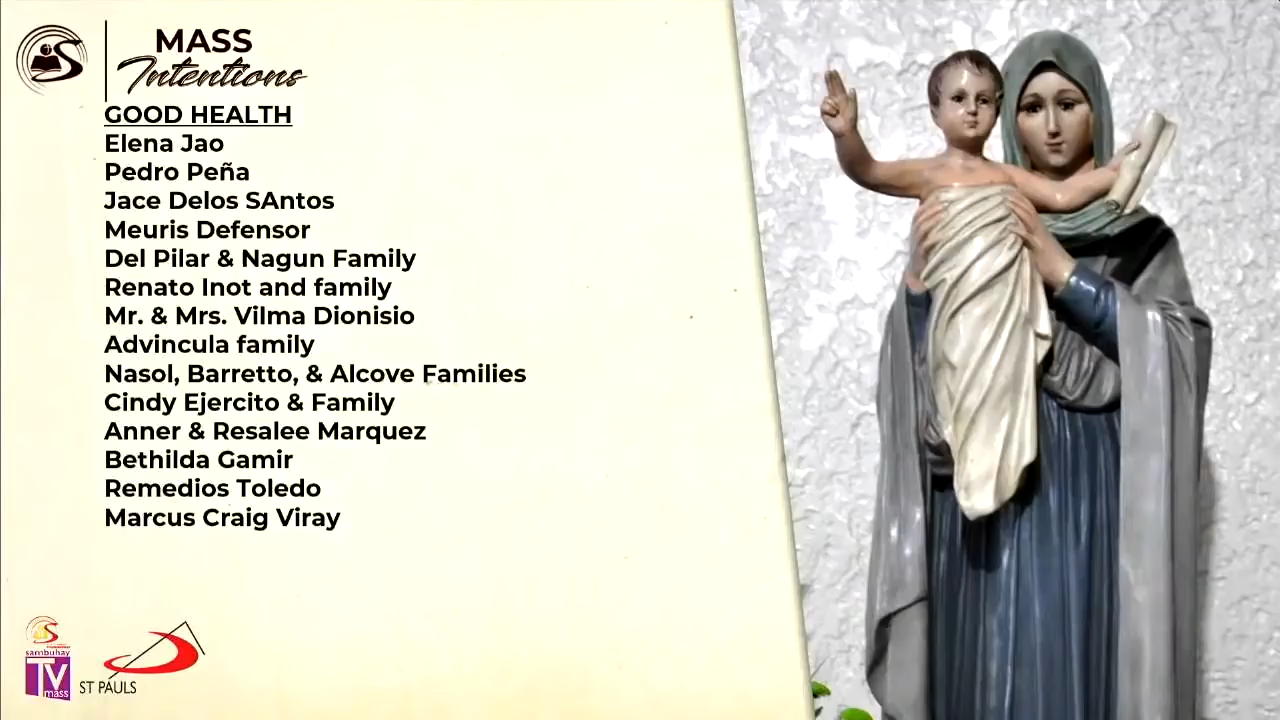 MASS
Intentions
GOOD HEALTH
Elena Jao
Pedro Peña
Jace Delos SAntos
Meuris Defensor
Del Pilar & Nagun Family
Renato Inot and family
Mr. & Mrs. Vilma Dionisio
Advincula family
Nasol, Barretto, & Alcove Families
Cindy Ejercito & Family
Anner & Resalee Marquez
Bethilda Gamir
Remedios Toledo
Marcus Craig Viray
sambuhay
TV
mass
ST PAULS